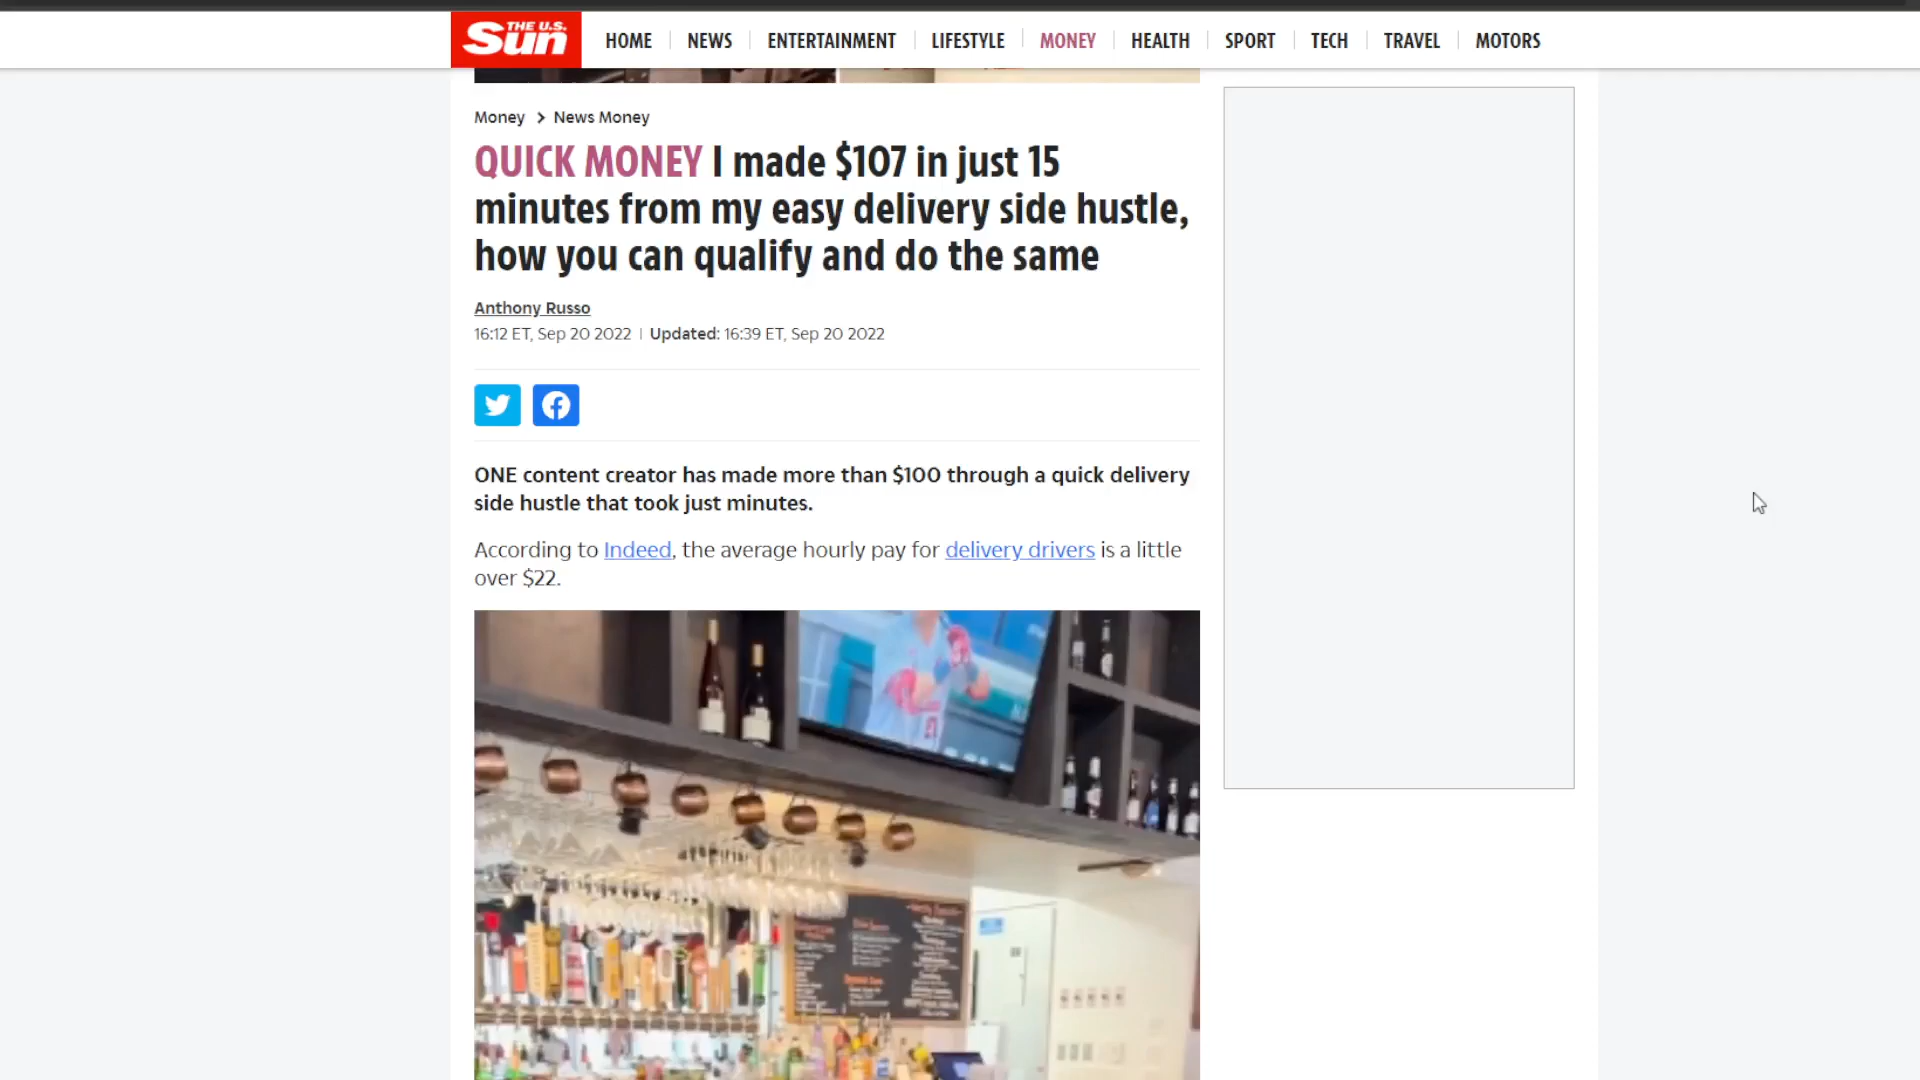 THE U.S.
Sun
HOME
NEWS
ENTERTAINMENT
LIFESTYLE
MONEY
HEALTH
SPORT
TECH
TRAVEL
MOTORS
Money > News Money
QUICK MONEY I made $107 in just 15
minutes from my easy delivery side hustle,
how you can qualify and do the same
Anthony Russo
16:12 ET, Sep 20 2022 | Updated: 16:39 ET, Sep 20 2022
ONE content creator has made more than $100 through a quick delivery
side hustle that took just minutes.
According to Indeed, the average hourly pay for delivery drivers is a little
over $22.